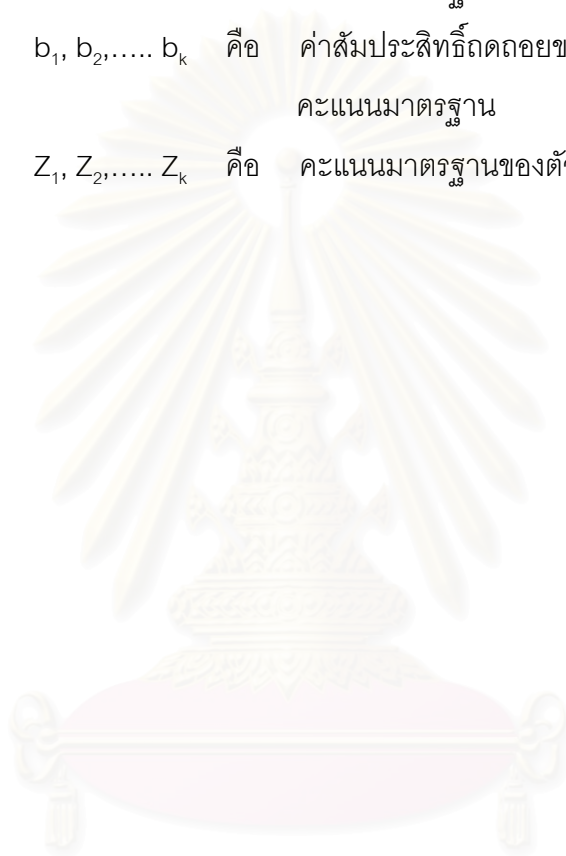 b₁, b₂,….. bₖ คือ ค่าสัมประสิทธิ์ถดถอย
คะแนนมาตรฐาน
Z₁, Z₂,….. Zₖ คือ คะแนนมาตรฐานของ